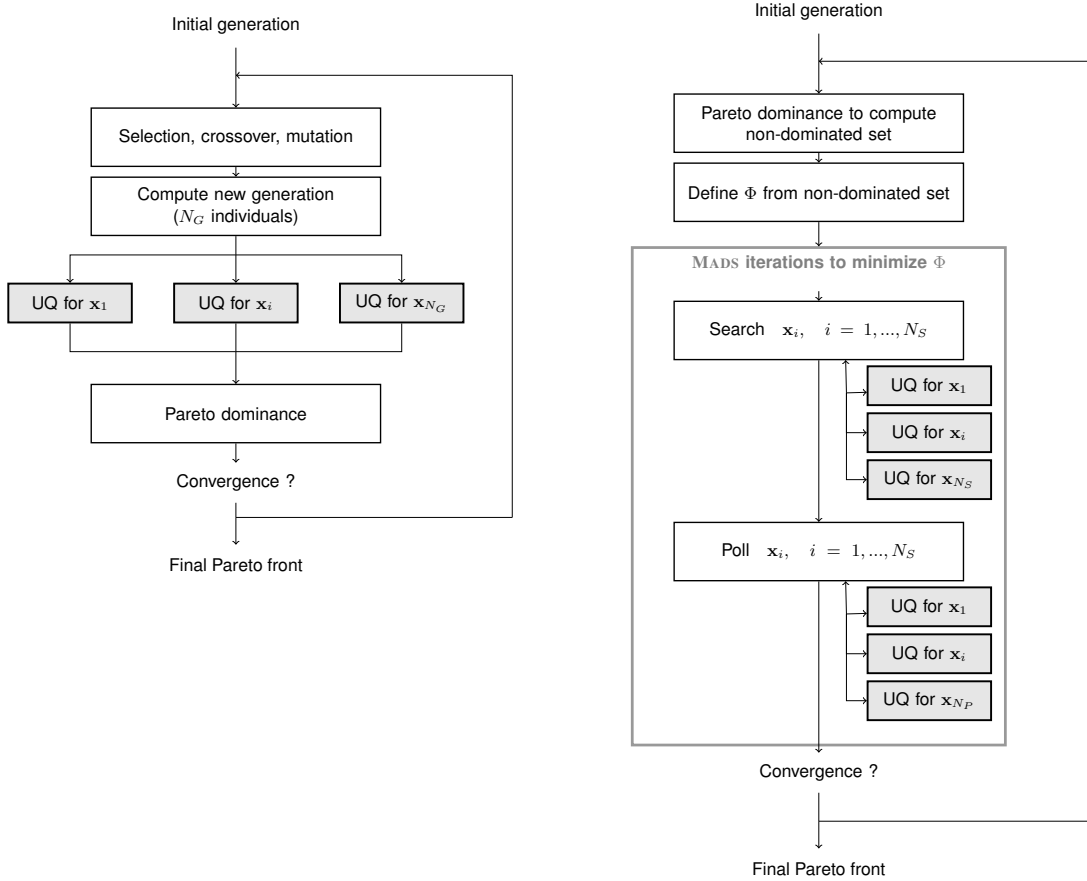 Initial generation
Selection, crossover, mutation
Compute new generation
(N_G individuals)
UQ for x_1
UQ for x_i
UQ for x_{N_G}
Pareto dominance
Convergence ?
Final Pareto front
Initial generation
Pareto dominance to compute
non-dominated set
Define Φ from non-dominated set
MADS iterations to minimize Φ
Search x_i, i = 1, ..., N_S
UQ for x_1
UQ for x_i
UQ for x_{N_S}
Poll x_i, i = 1, ..., N_S
UQ for x_1
UQ for x_i
UQ for x_{N_P}
Convergence ?
Final Pareto front